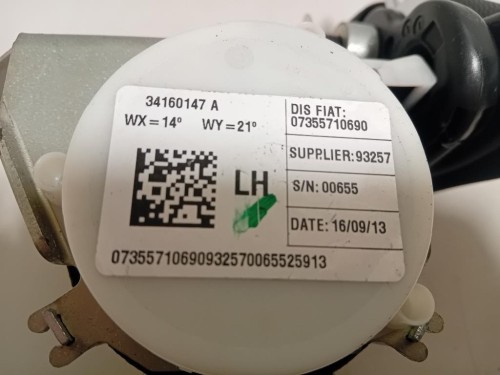 34160147 A
WX=14° WY=21°
LH
DIS FIAT:
07355710690
SUPPLIER:93257
S/N: 00655
DATE: 16/09/13
07355710690932570065525913